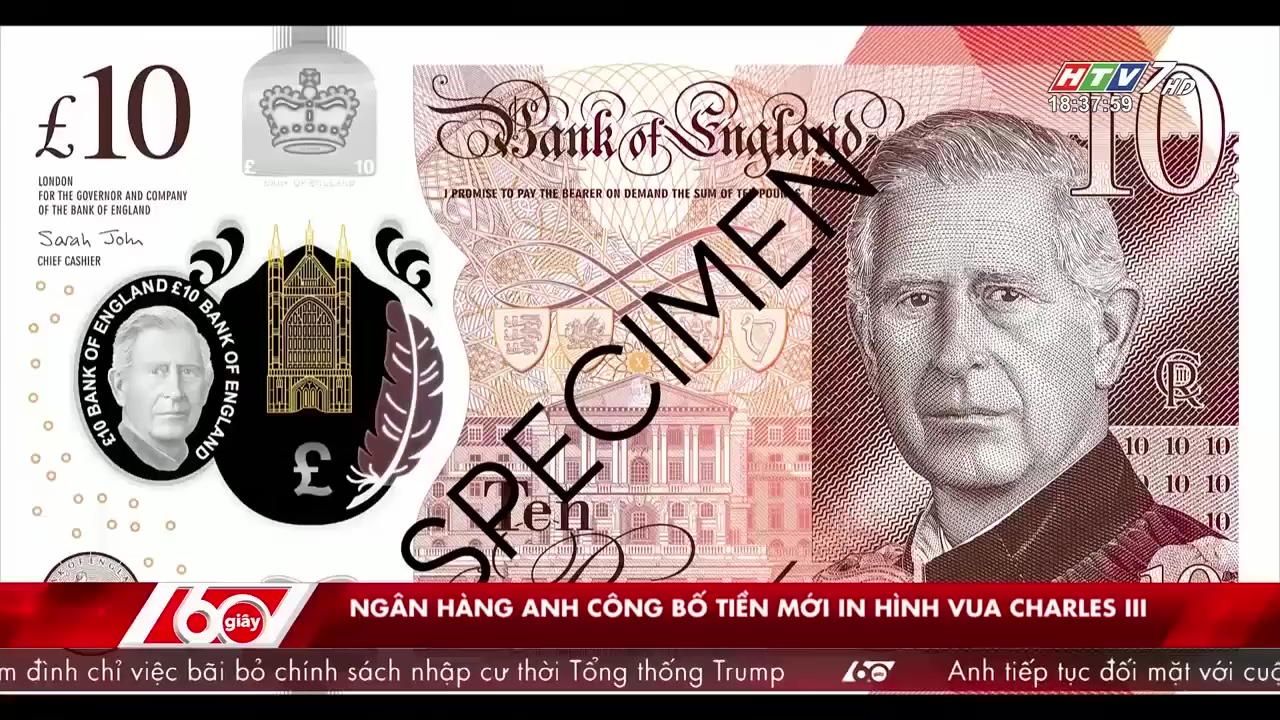 £10
£ 10
BANK OF ENGLAND
LONDON
FOR THE GOVERNOR AND COMPANY
OF THE BANK OF ENGLAND
Sarah John
CHIEF CASHIER
£10 BANK OF ENGLAND £10 BANK OF ENGLAND
£
Bank of England
I PROMISE TO PAY THE BEARER ON DEMAND THE SUM OF TEN POUNDS
SPECIMEN
Ten
HTV7 HD
18:37:59
10
10 10 10
10 10
10
10
60 giây
NGÂN HÀNG ANH CÔNG BỐ TIỀN MỚI IN HÌNH VUA CHARLES III
m đình chỉ việc bãi bỏ chính sách nhập cư thời Tổng thống Trump 60 Anh tiếp tục đối mặt với cuộ